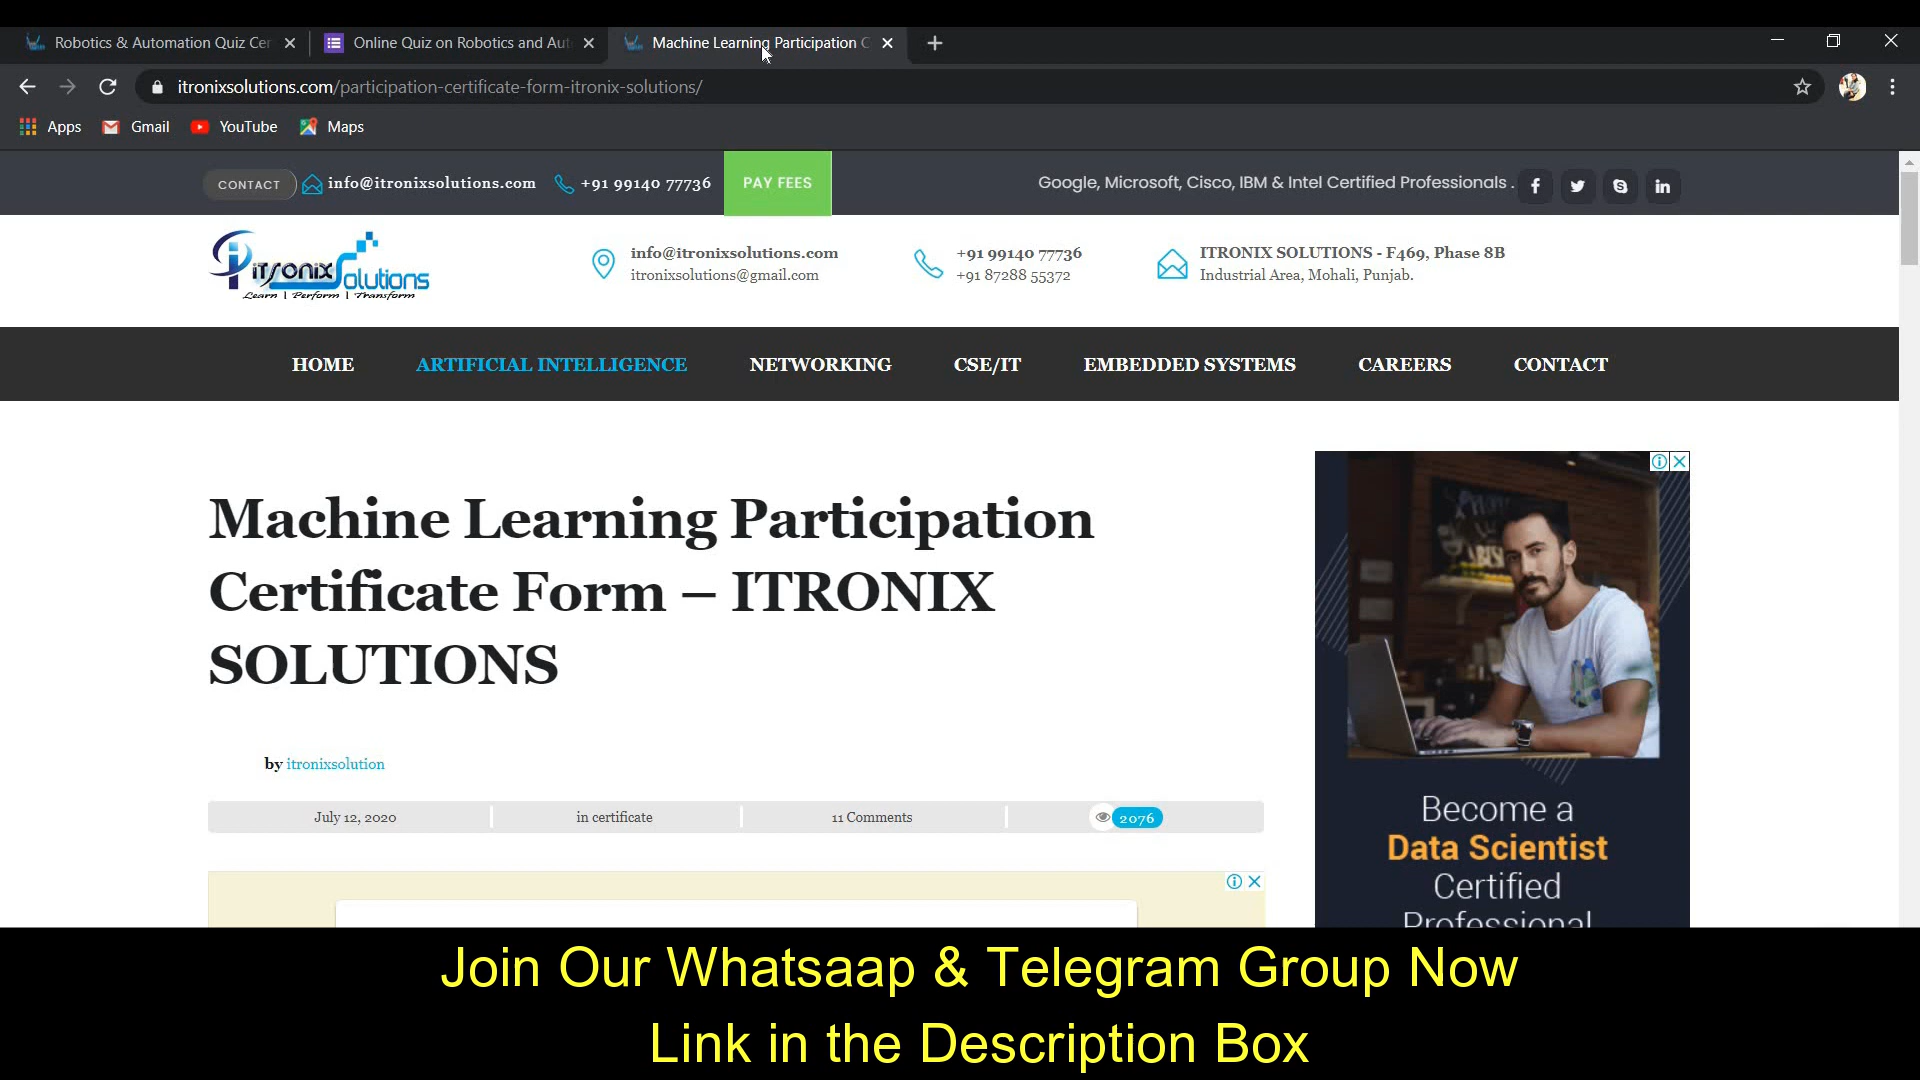 Robotics & Automation Quiz Cer
Online Quiz on Robotics and Aut
Machine Learning Participation C
itronixsolutions.com/participation-certificate-form-itronix-solutions/
Apps
Gmail
YouTube
Maps
CONTACT
info@itronixsolutions.com
+91 99140 77736
PAY FEES
Google, Microsoft, Cisco, IBM & Intel Certified Professionals .
itronix Solutions
Learn | Perform | Transform
info@itronixsolutions.com
itronixsolutions@gmail.com
+91 99140 77736
+91 87288 55372
ITRONIX SOLUTIONS - F469, Phase 8B
Industrial Area, Mohali, Punjab.
HOME
ARTIFICIAL INTELLIGENCE
NETWORKING
CSE/IT
EMBEDDED SYSTEMS
CAREERS
CONTACT
Machine Learning Participation
Certificate Form – ITRONIX
SOLUTIONS
by itronixsolution
July 12, 2020
in certificate
11 Comments
2076
Become a
Data Scientist
Certified
Professional
Join Our Whatsaap & Telegram Group Now
Link in the Description Box